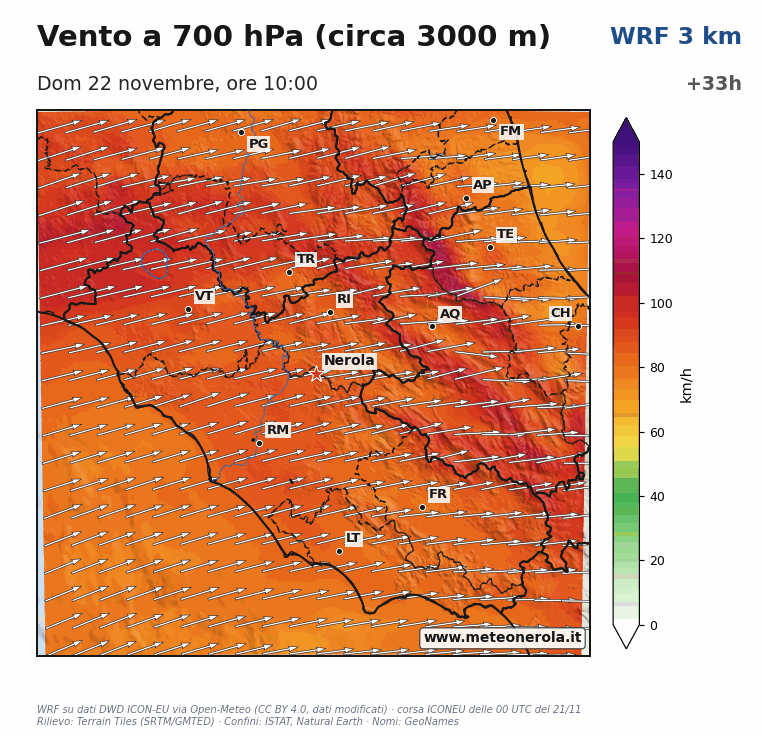 Vento a 700 hPa (circa 3000 m)
WRF 3 km
Dom 22 novembre, ore 10:00
+33h
FM
PG
AP
TE
TR
VT
RI
AQ
CH
Nerola
RM
FR
LT
www.meteonerola.it
140
120
100
80
60
40
20
0
km/h
WRF su dati DWD ICON-EU via Open-Meteo (CC BY 4.0, dati modificati) · corsa ICONEU delle 00 UTC del 21/11
Rilievo: Terrain Tiles (SRTM/GMTED) · Confini: ISTAT, Natural Earth · Nomi: GeoNames